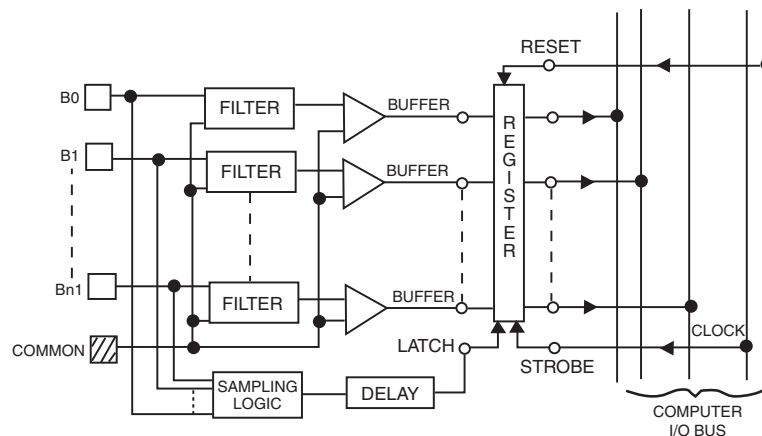 RESET
B0
FILTER
BUFFER
B1
FILTER
BUFFER
REGISTER
Bn1
FILTER
BUFFER
COMMON
LATCH
CLOCK
STROBE
SAMPLING
LOGIC
DELAY
COMPUTER
I/O BUS